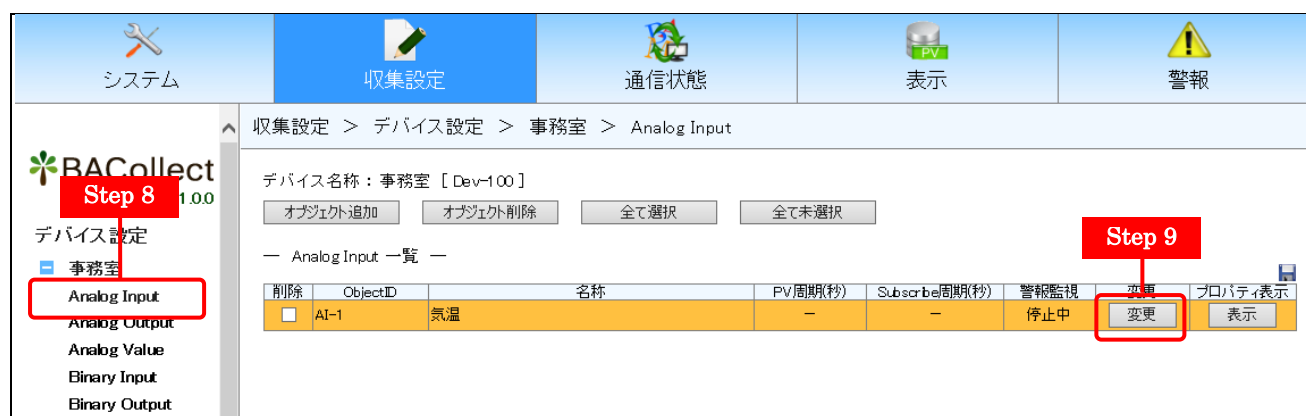 システム 収集設定 通信状態 表示 警報
PV
収集設定 > デバイス設定 > 事務室 > Analog Input
BACollect
Step 8 1.0.0
デバイス名称：事務室 [ Dev-100 ]
オブジェクト追加 オブジェクト削除 全て選択 全て未選択
デバイス設定
Step 9
事務室
— Analog Input 一覧 —
Analog Input
削除 ObjectID 名称 PV周期(秒) Subscribe周期(秒) 警報監視 変更 プロパティ表示
AI-1 気温 － － 停止中 変更 表示
Analog Output
Analog Value
Binary Input
Binary Output